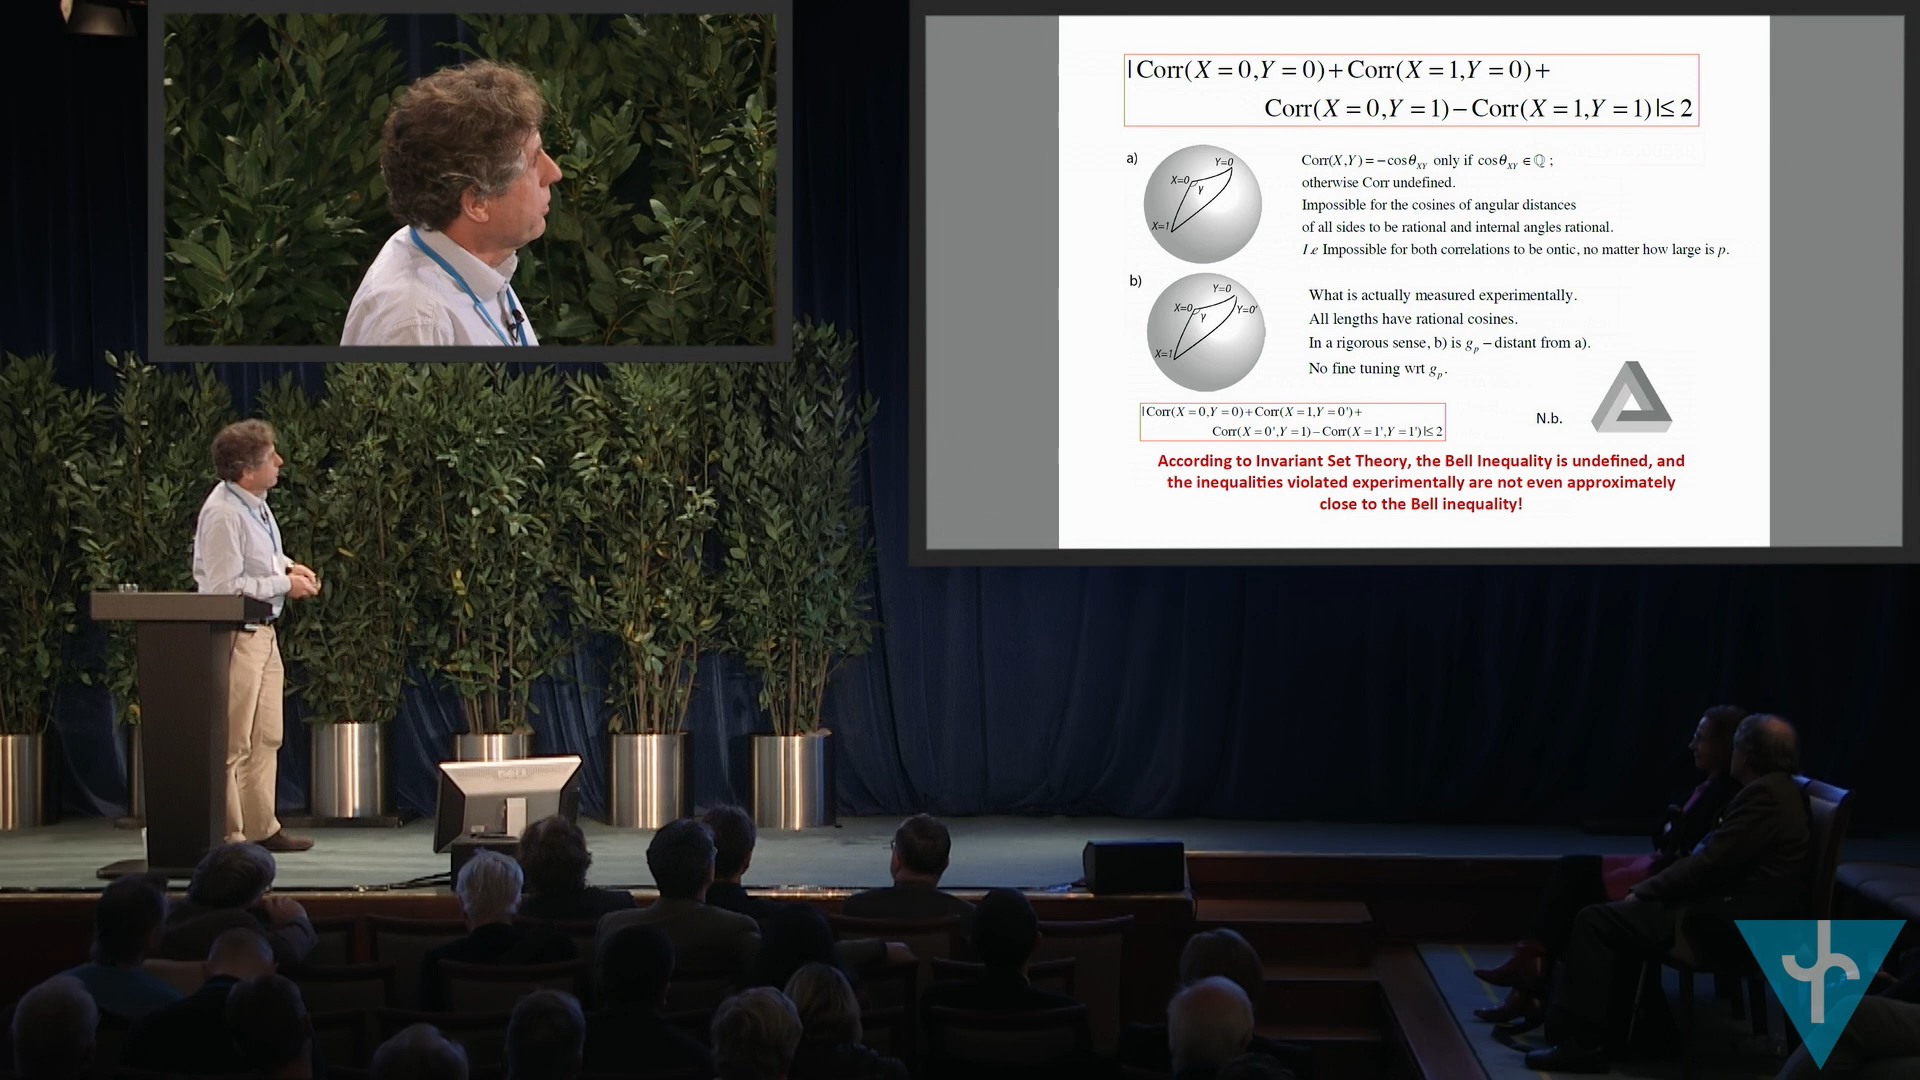 |Corr(X = 0,Y = 0)+Corr(X = 1,Y = 0)+
Corr(X = 0,Y = 1)−Corr(X = 1,Y = 1)|≤ 2
a)
Y=0
X=0
γ
X=1
Corr(X,Y) = −cosθ_XY only if cosθ_XY ∈ ℚ ;
otherwise Corr undefined.
Impossible for the cosines of angular distances
of all sides to be rational and internal angles rational.
I.e Impossible for both correlations to be ontic, no matter how large is p.
b)
Y=0
X=0
Y=0'
γ
X=1
What is actually measured experimentally.
All lengths have rational cosines.
In a rigorous sense, b) is g_p − distant from a).
No fine tuning wrt g_p.
|Corr(X = 0,Y = 0)+Corr(X = 1,Y = 0')+
Corr(X = 0',Y = 1)−Corr(X = 1',Y = 1')|≤ 2
N.b.
According to Invariant Set Theory, the Bell Inequality is undefined, and
the inequalities violated experimentally are not even approximately
close to the Bell inequality!